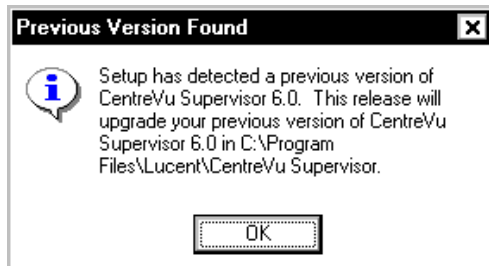 Previous Version Found
Setup has detected a previous version of
CentreVu Supervisor 6.0.  This release will
upgrade your previous version of CentreVu
Supervisor 6.0 in C:\Program
Files\Lucent\CentreVu Supervisor.
OK